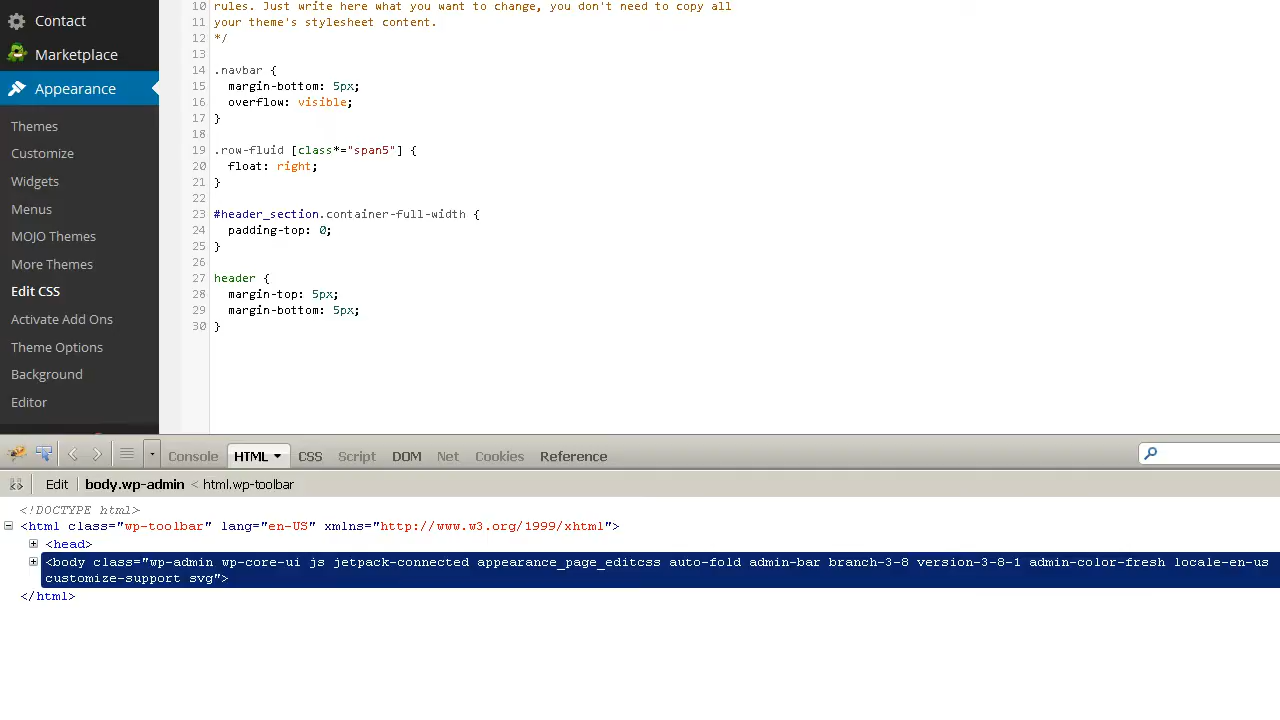 Contact
Marketplace
Appearance
Themes
Customize
Widgets
Menus
MOJO Themes
More Themes
Edit CSS
Activate Add Ons
Theme Options
Background
Editor
10 rules. Just write here what you want to change, you don't need to copy all
11 your theme's stylesheet content.
12 */
13
14 .navbar {
15 margin-bottom: 5px;
16 overflow: visible;
17 }
18
19 .row-fluid [class*="span5"] {
20 float: right;
21 }
22
23 #header_section.container-full-width {
24 padding-top: 0;
25 }
26
27 header {
28 margin-top: 5px;
29 margin-bottom: 5px;
30 }
Console HTML CSS Script DOM Net Cookies Reference
Edit body.wp-admin < html.wp-toolbar
<!DOCTYPE html>
<html class="wp-toolbar" lang="en-US" xmlns="http://www.w3.org/1999/xhtml">
<head>
<body class="wp-admin wp-core-ui js jetpack-connected appearance_page_editcss auto-fold admin-bar branch-3-8 version-3-8-1 admin-color-fresh locale-en-us
customize-support svg">
</html>